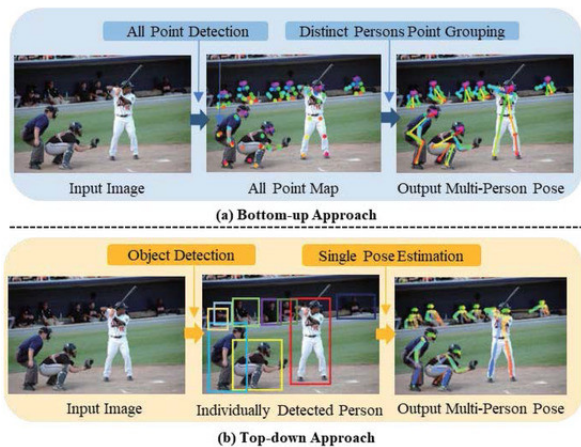 All Point Detection
Distinct Persons Point Grouping
Input Image
All Point Map
Output Multi-Person Pose
(a) Bottom-up Approach
Object Detection
Single Pose Estimation
Input Image
Individually Detected Person
Output Multi-Person Pose
(b) Top-down Approach